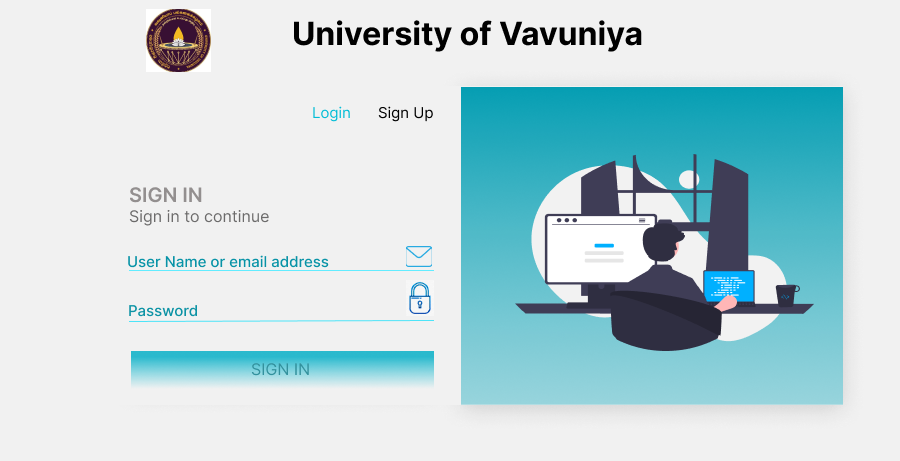 University of Vavuniya
Login
Sign Up
SIGN IN
Sign in to continue
User Name or email address
Password
SIGN IN